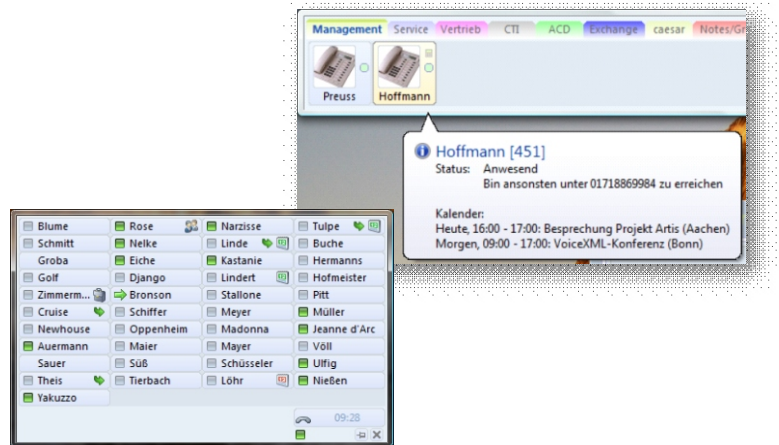 Management Service Vertrieb CTI ACD Exchange caesar Notes/Gr
Preuss Hoffmann
Hoffmann [451]
Status: Anwesend
Bin ansonsten unter 01718869984 zu erreichen
Kalender:
Heute, 16:00 - 17:00: Besprechung Projekt Artis (Aachen)
Morgen, 09:00 - 17:00: VoiceXML-Konferenz (Bonn)
Blume Rose Narzisse Tulpe
Schmitt Nelke Linde Buche
Groba Eiche Kastanie Hermanns
Golf Django Lindert Hofmeister
Zimmerm... Bronson Stallone Pitt
Cruise Schiffer Meyer Müller
Newhouse Oppenheim Madonna Jeanne d'Arc
Auermann Maier Mayer Völl
Sauer Süß Schüsseler Ulfig
Theis Tierbach Löhr Nießen
Yakuzzo
09:28